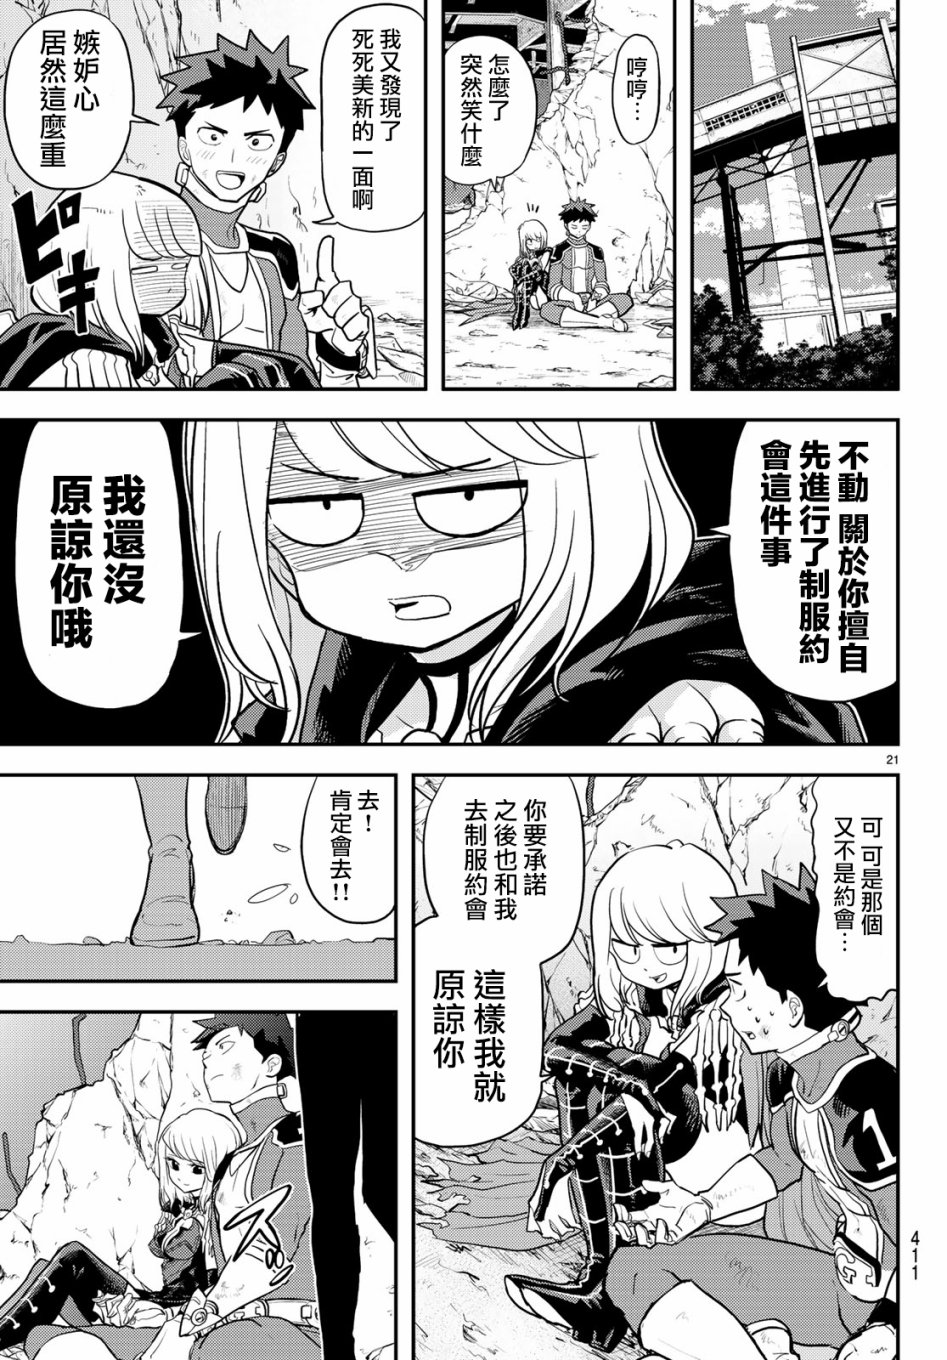 哼哼…
怎麼了
突然笑什麼
我又發現了
死死美新的一面啊
嫉妒心
居然這麼重
ピキ
不動 關於你擅自
先進行了制服約
會這件事
我還沒
原諒你哦
21
可 可是那個
又不是約會…
你要承諾
之後也和我
去制服約會
這樣我就
原諒你
去！
肯定會去!!
1
G
411